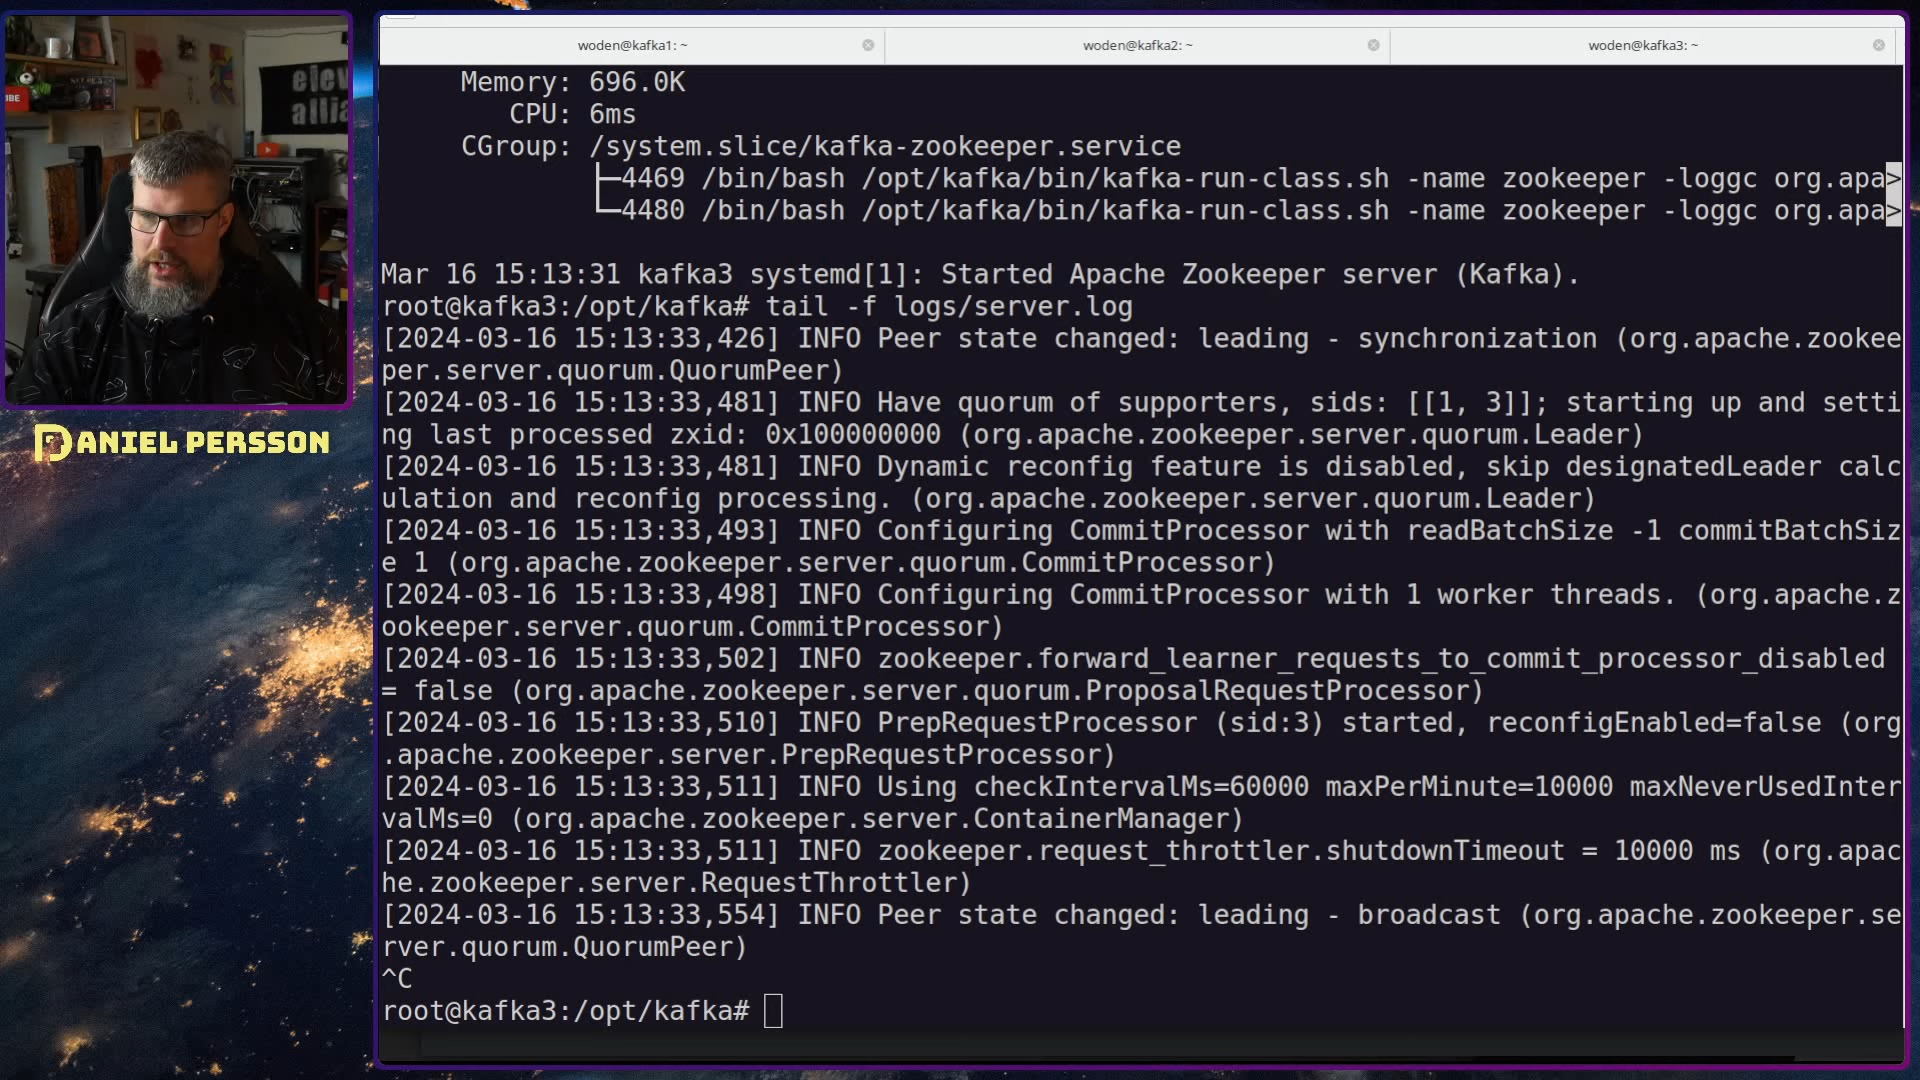 woden@kafka1: ~
woden@kafka2: ~
woden@kafka3: ~
Memory: 696.0K
CPU: 6ms
CGroup: /system.slice/kafka-zookeeper.service
├─4469 /bin/bash /opt/kafka/bin/kafka-run-class.sh -name zookeeper -loggc org.apa>
└─4480 /bin/bash /opt/kafka/bin/kafka-run-class.sh -name zookeeper -loggc org.apa>
Mar 16 15:13:31 kafka3 systemd[1]: Started Apache Zookeeper server (Kafka).
root@kafka3:/opt/kafka# tail -f logs/server.log
[2024-03-16 15:13:33,426] INFO Peer state changed: leading - synchronization (org.apache.zookee
per.server.quorum.QuorumPeer)
[2024-03-16 15:13:33,481] INFO Have quorum of supporters, sids: [[1, 3]]; starting up and setti
ng last processed zxid: 0x100000000 (org.apache.zookeeper.server.quorum.Leader)
[2024-03-16 15:13:33,481] INFO Dynamic reconfig feature is disabled, skip designatedLeader calc
ulation and reconfig processing. (org.apache.zookeeper.server.quorum.Leader)
[2024-03-16 15:13:33,493] INFO Configuring CommitProcessor with readBatchSize -1 commitBatchSiz
e 1 (org.apache.zookeeper.server.quorum.CommitProcessor)
[2024-03-16 15:13:33,498] INFO Configuring CommitProcessor with 1 worker threads. (org.apache.z
ookeeper.server.quorum.CommitProcessor)
[2024-03-16 15:13:33,502] INFO zookeeper.forward_learner_requests_to_commit_processor_disabled
= false (org.apache.zookeeper.server.quorum.ProposalRequestProcessor)
[2024-03-16 15:13:33,510] INFO PrepRequestProcessor (sid:3) started, reconfigEnabled=false (org
.apache.zookeeper.server.PrepRequestProcessor)
[2024-03-16 15:13:33,511] INFO Using checkIntervalMs=60000 maxPerMinute=10000 maxNeverUsedInter
valMs=0 (org.apache.zookeeper.server.ContainerManager)
[2024-03-16 15:13:33,511] INFO zookeeper.request_throttler.shutdownTimeout = 10000 ms (org.apac
he.zookeeper.server.RequestThrottler)
[2024-03-16 15:13:33,554] INFO Peer state changed: leading - broadcast (org.apache.zookeeper.se
rver.quorum.QuorumPeer)
^C
root@kafka3:/opt/kafka#
DANIEL PERSSON